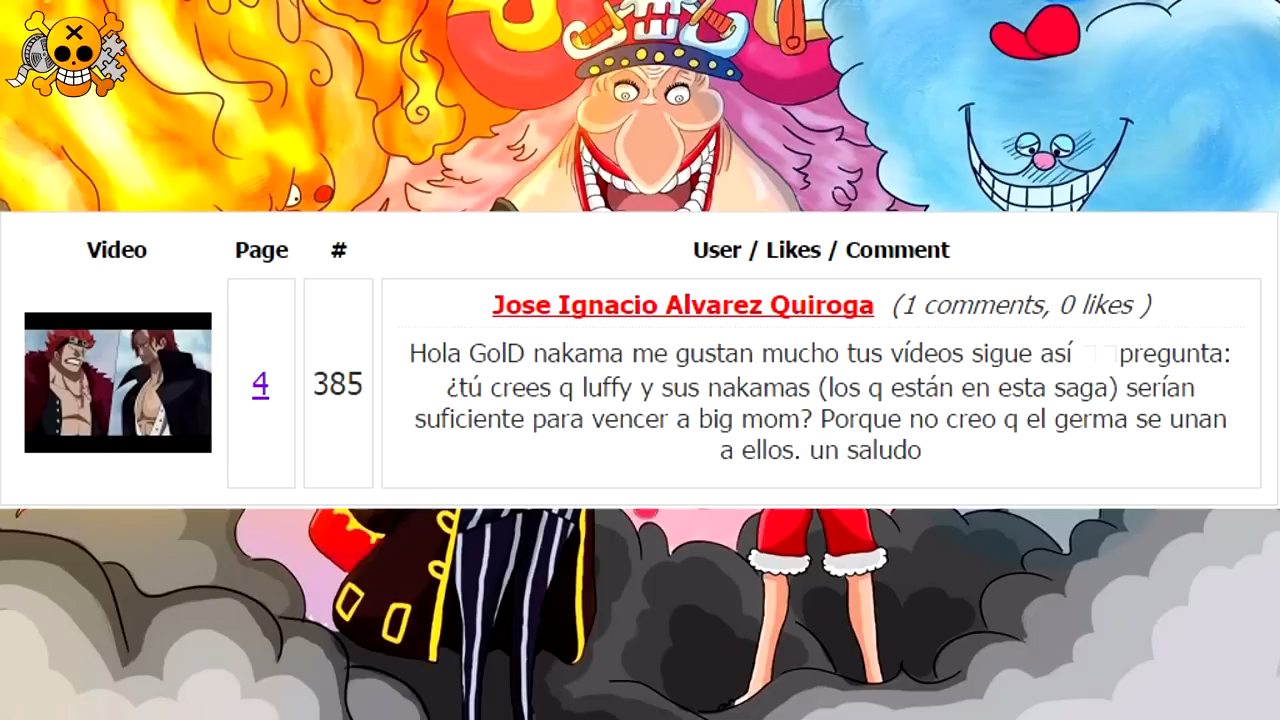 Video Page # User / Likes / Comment
Jose Ignacio Alvarez Quiroga (1 comments, 0 likes )
4 385
Hola GolD nakama me gustan mucho tus vídeos sigue así pregunta:
¿tú crees q luffy y sus nakamas (los q están en esta saga) serían
suficiente para vencer a big mom? Porque no creo q el germa se unan
a ellos. un saludo